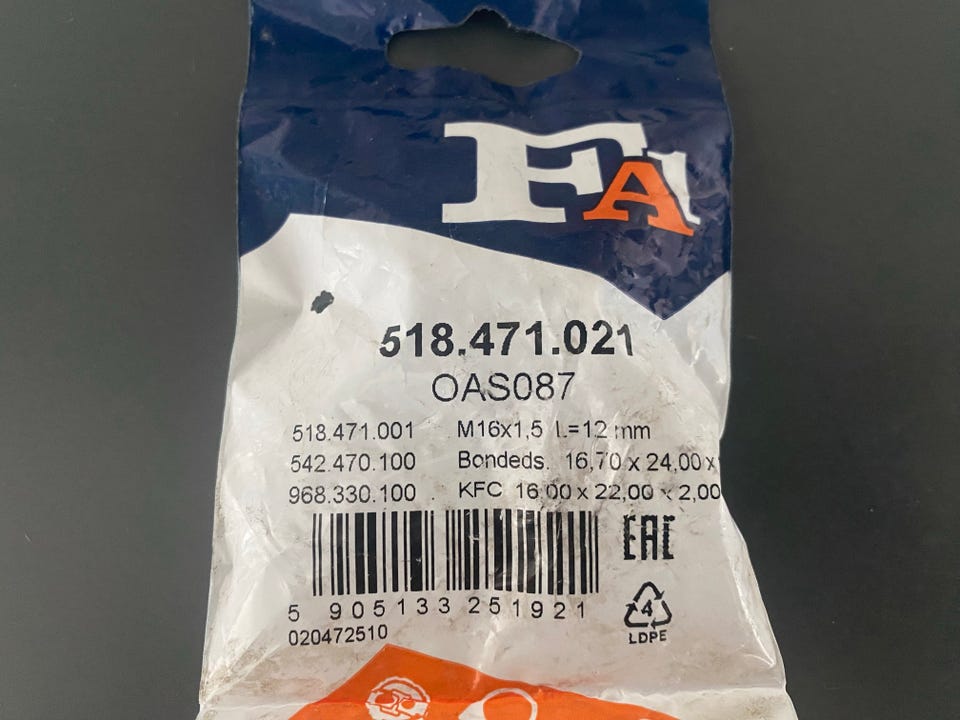 FA1
518.471.021
OAS087
518.471.001 M16x1,5 L=12 mm
542.470.100 Bondeds. 16,70 x 24,00 x
968.330.100 KFC 16,00 x 22,00 x 2,00
EAC
5 905133 251921
4
LDPE
020472510